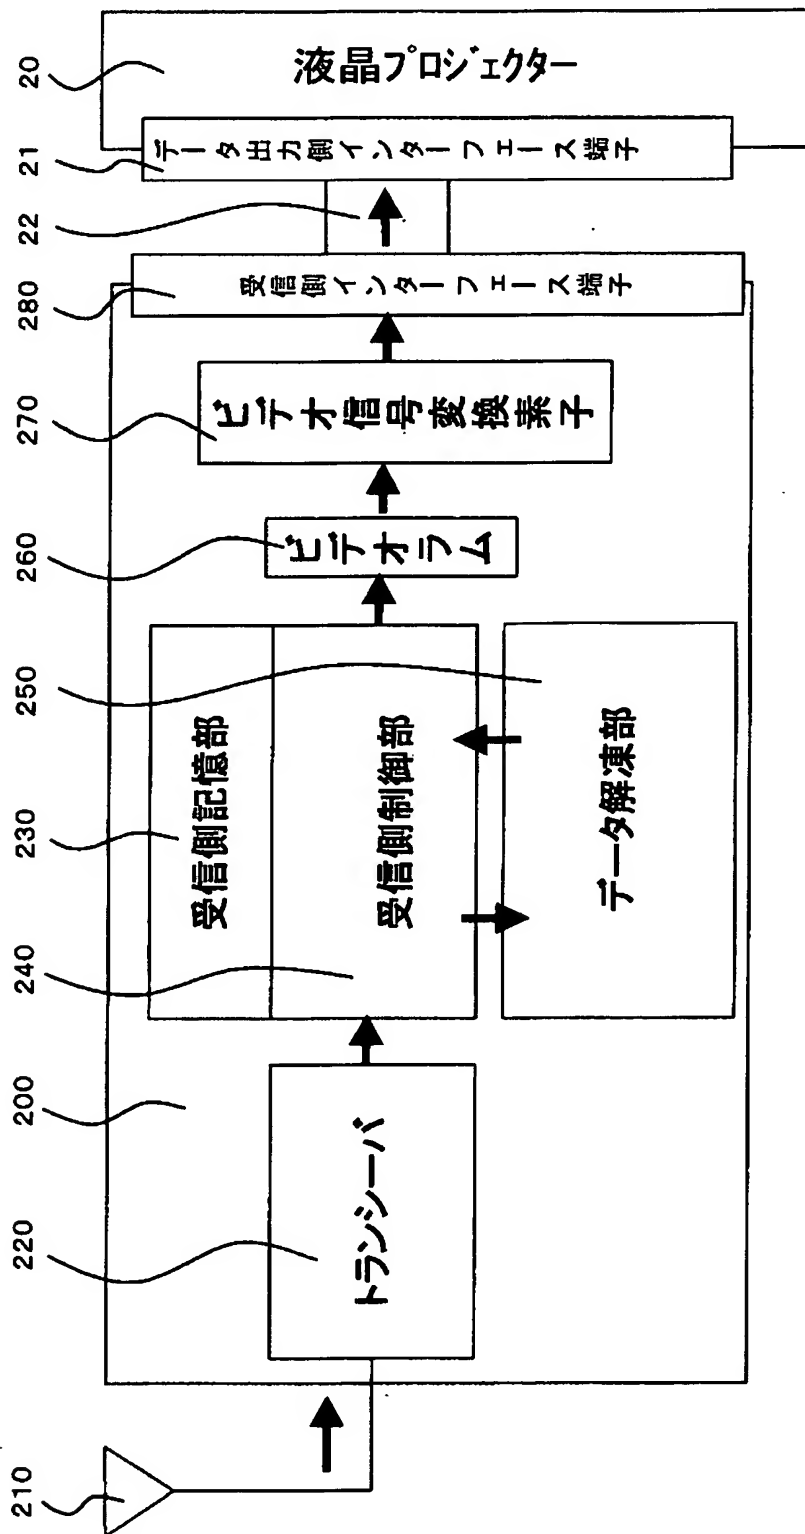 210
220
200
240
230
250
260
270
280
22
21
20
トランシーバ
受信側記憶部
受信側制御部
データ解凍部
ビデオラム
ビデオ信号変換素子
受信側インターフェース端子
データ出力側インターフェース端子
液晶プロジェクター